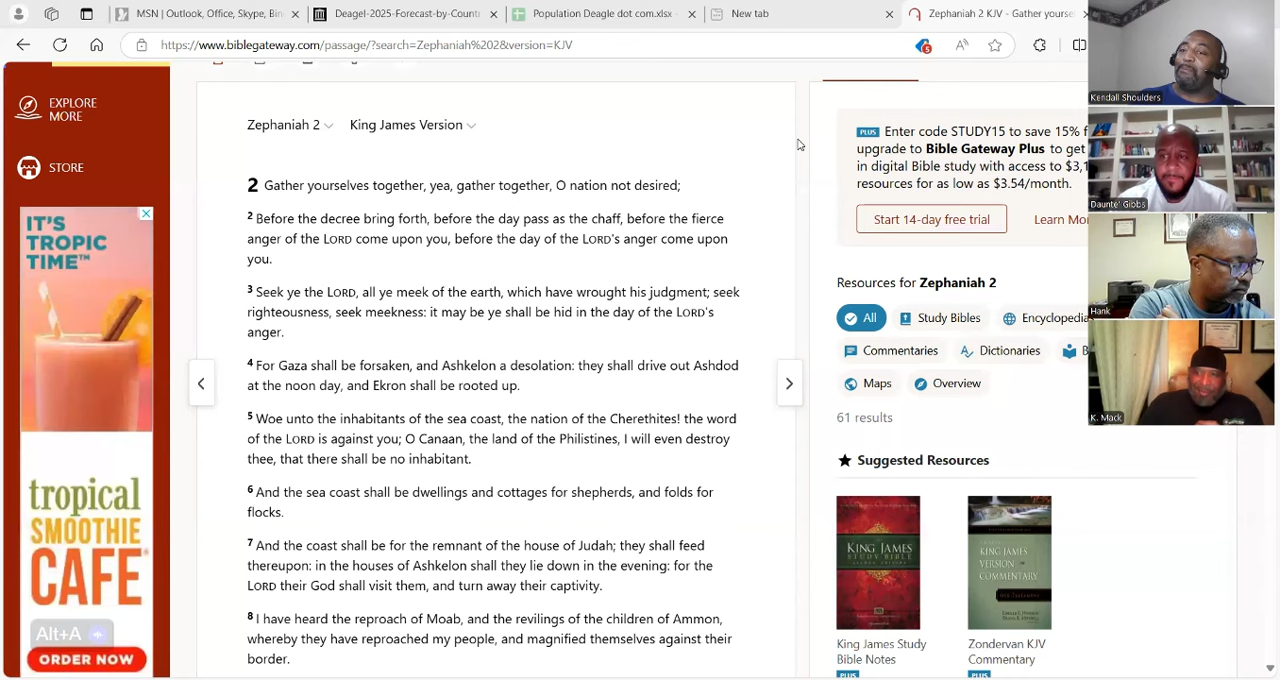 MSN | Outlook, Office, Skype, Bin
Deagel-2025-Forecast-by-Count
Population Deagle dot com.xlsx -
New tab
Zephaniah 2 KJV - Gather yourse
https://www.biblegateway.com/passage/?search=Zephaniah%202&version=KJV
5
EXPLORE
MORE
STORE
IT'S
TROPIC
TIME™
tropical
SMOOTHIE
CAFE
Alt+A
ORDER NOW
Zephaniah 2
King James Version
2 Gather yourselves together, yea, gather together, O nation not desired;
2 Before the decree bring forth, before the day pass as the chaff, before the fierce
anger of the LORD come upon you, before the day of the LORD's anger come upon
you.
3 Seek ye the LORD, all ye meek of the earth, which have wrought his judgment; seek
righteousness, seek meekness: it may be ye shall be hid in the day of the LORD's
anger.
4 For Gaza shall be forsaken, and Ashkelon a desolation: they shall drive out Ashdod
at the noon day, and Ekron shall be rooted up.
5 Woe unto the inhabitants of the sea coast, the nation of the Cherethites! the word
of the LORD is against you; O Canaan, the land of the Philistines, I will even destroy
thee, that there shall be no inhabitant.
6 And the sea coast shall be dwellings and cottages for shepherds, and folds for
flocks.
7 And the coast shall be for the remnant of the house of Judah; they shall feed
thereupon: in the houses of Ashkelon shall they lie down in the evening: for the
LORD their God shall visit them, and turn away their captivity.
8 I have heard the reproach of Moab, and the revilings of the children of Ammon,
whereby they have reproached my people, and magnified themselves against their
border.
PLUS Enter code STUDY15 to save 15% f
upgrade to Bible Gateway Plus to get
in digital Bible study with access to $3,1
resources for as low as $3.54/month.
Start 14-day free trial
Learn Mo
Resources for Zephaniah 2
All
Study Bibles
Encyclopedia
Commentaries
Dictionaries
B
Maps
Overview
61 results
Suggested Resources
KING JAMES
STUDY BIBLE
KING JAMES
VERSION
COMMENTARY
King James Study
Bible Notes
PLUS
Zondervan KJV
Commentary
PLUS
Kendall Shoulders
Daunte' Gibbs
Hank
K. Mack